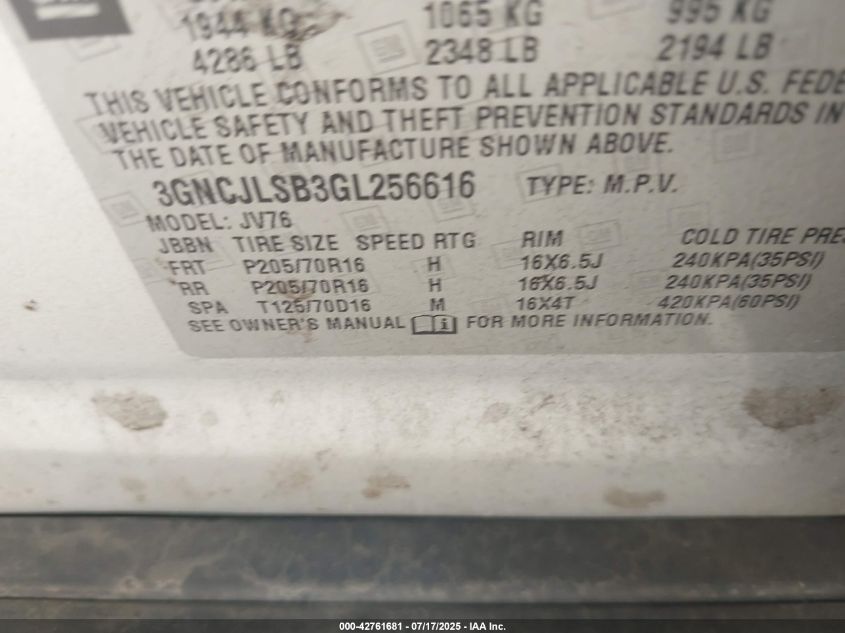 1944 KG 1065 KG 995 KG
4286 LB 2348 LB 2194 LB
THIS VEHICLE CONFORMS TO ALL APPLICABLE U.S. FEDE
VEHICLE SAFETY AND THEFT PREVENTION STANDARDS IN
THE DATE OF MANUFACTURE SHOWN ABOVE.
3GNCJLSB3GL256616 TYPE: M.P.V.
MODEL: JV76
JBBN TIRE SIZE SPEED RTG RIM COLD TIRE PRE
FRT P205/70R16 H 16X6.5J 240KPA(35PSI)
RR P205/70R16 H 16X6.5J 240KPA(35PSI)
SPA T125/70D16 M 16X4T 420KPA(60PSI)
SEE OWNER'S MANUAL FOR MORE INFORMATION.
000-42761681 - 07/17/2025 - IAA Inc.